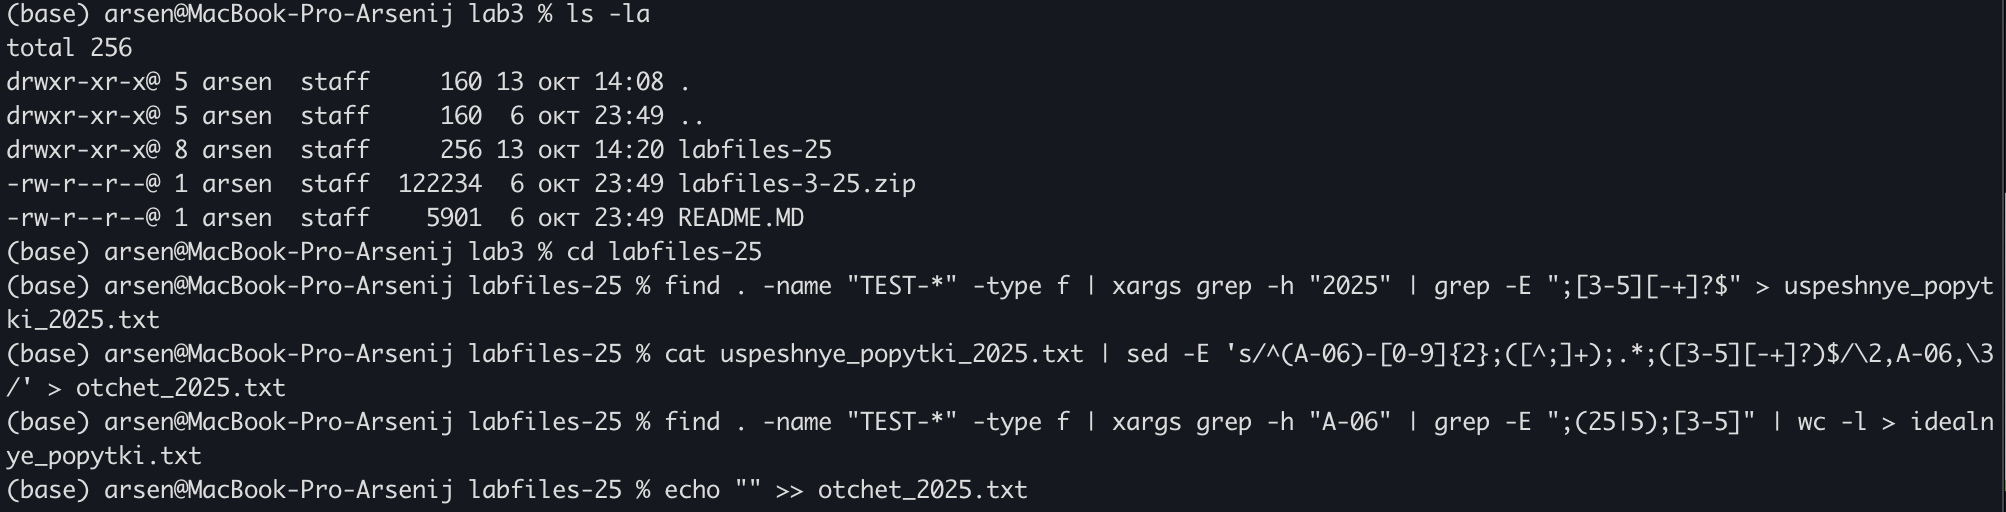 (base) arsen@MacBook-Pro-Arsenij lab3 % ls -la
total 256
drwxr-xr-x@ 5 arsen  staff     160 13 окт 14:08 .
drwxr-xr-x@ 5 arsen  staff     160  6 окт 23:49 ..
drwxr-xr-x@ 8 arsen  staff     256 13 окт 14:20 labfiles-25
-rw-r--r--@ 1 arsen  staff  122234  6 окт 23:49 labfiles-3-25.zip
-rw-r--r--@ 1 arsen  staff    5901  6 окт 23:49 README.MD
(base) arsen@MacBook-Pro-Arsenij lab3 % cd labfiles-25
(base) arsen@MacBook-Pro-Arsenij labfiles-25 % find . -name "TEST-*" -type f | xargs grep -h "2025" | grep -E ";[3-5][-+]?$" > uspeshnye_popyt
ki_2025.txt
(base) arsen@MacBook-Pro-Arsenij labfiles-25 % cat uspeshnye_popytki_2025.txt | sed -E 's/^(A-06)-[0-9]{2};([^;]+);.*;([3-5][-+]?)$/\2,A-06,\3
/' > otchet_2025.txt
(base) arsen@MacBook-Pro-Arsenij labfiles-25 % find . -name "TEST-*" -type f | xargs grep -h "A-06" | grep -E ";(25|5);[3-5]" | wc -l > idealn
ye_popytki.txt
(base) arsen@MacBook-Pro-Arsenij labfiles-25 % echo "" >> otchet_2025.txt